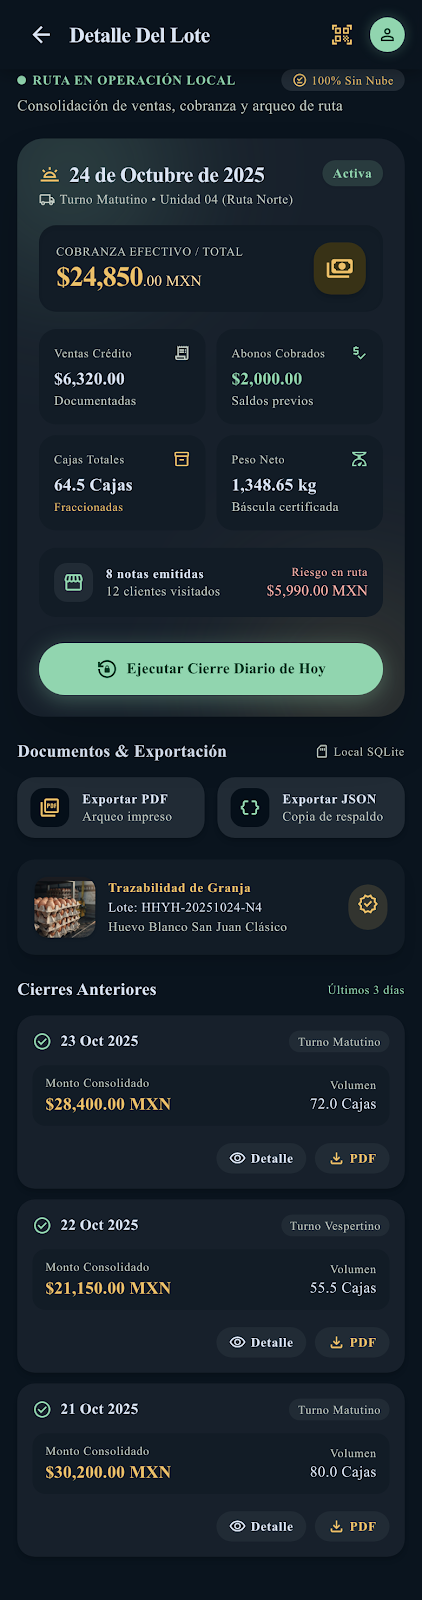 Detalle Del Lote
RUTA EN OPERACIÓN LOCAL
100% Sin Nube
Consolidación de ventas, cobranza y arqueo de ruta
24 de Octubre de 2025
Activa
Turno Matutino • Unidad 04 (Ruta Norte)
COBRANZA EFECTIVO / TOTAL
$24,850.00 MXN
Ventas Crédito
$6,320.00
Documentadas
Abonos Cobrados
$2,000.00
Saldos previos
Cajas Totales
64.5 Cajas
Fraccionadas
Peso Neto
1,348.65 kg
Báscula certificada
8 notas emitidas
12 clientes visitados
Riesgo en ruta
$5,990.00 MXN
Ejecutar Cierre Diario de Hoy
Documentos & Exportación
Local SQLite
PDF
Exportar PDF
Arqueo impreso
Exportar JSON
Copia de respaldo
Trazabilidad de Granja
Lote: HHYH-20251024-N4
Huevo Blanco San Juan Clásico
Cierres Anteriores
Últimos 3 días
23 Oct 2025
Turno Matutino
Monto Consolidado
$28,400.00 MXN
Volumen
72.0 Cajas
Detalle
PDF
22 Oct 2025
Turno Vespertino
Monto Consolidado
$21,150.00 MXN
Volumen
55.5 Cajas
Detalle
PDF
21 Oct 2025
Turno Matutino
Monto Consolidado
$30,200.00 MXN
Volumen
80.0 Cajas
Detalle
PDF